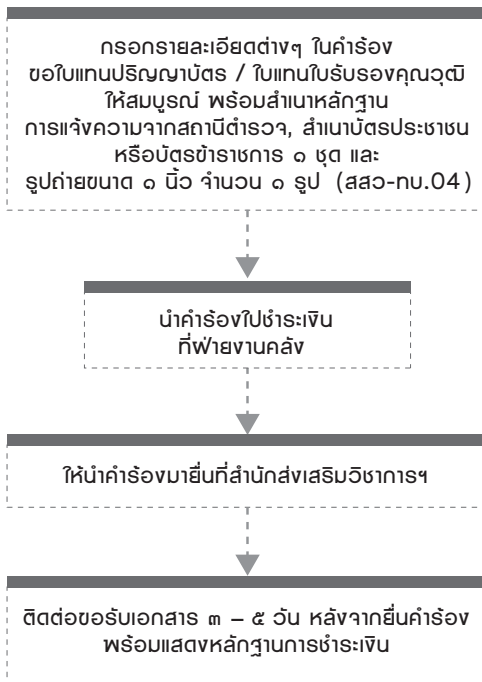 กรอกรายละเอียดต่างๆ ในคำร้อง
ขอใบแทนปริญญาบัตร / ใบแทนใบรับรองคุณวุฒิ
ให้สมบูรณ์ พร้อมสำเนาหลักฐาน
การแจ้งความจากสถานีตำรวจ, สำเนาบัตรประชาชน
หรือบัตรข้าราชการ ๑ ชุด และ
รูปถ่ายขนาด ๑ นิ้ว จำนวน ๑ รูป (สสว-ทบ.04)
นำคำร้องไปชำระเงิน
ที่ฝ่ายงานคลัง
ให้นำคำร้องมายื่นที่สำนักส่งเสริมวิชาการฯ
ติดต่อขอรับเอกสาร ๓ – ๕ วัน หลังจากยื่นคำร้อง
พร้อมแสดงหลักฐานการชำระเงิน